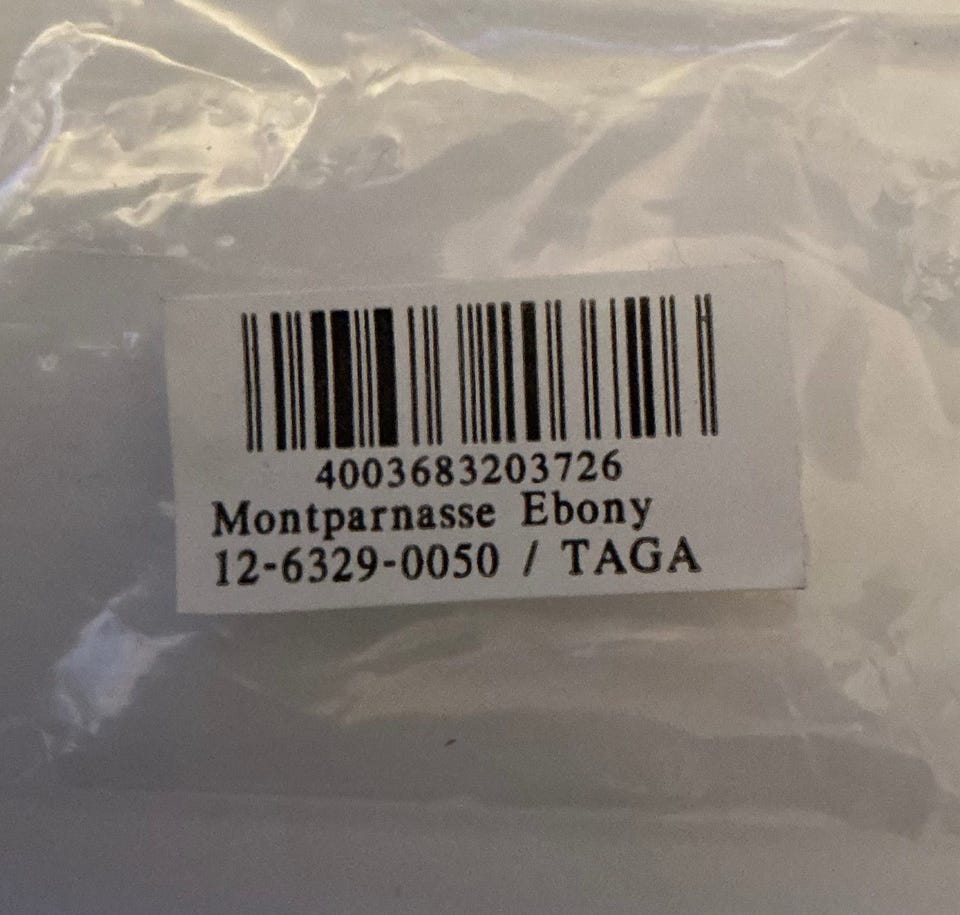 4003683203726
Montparnasse Ebony
12-6329-0050 / TAGA